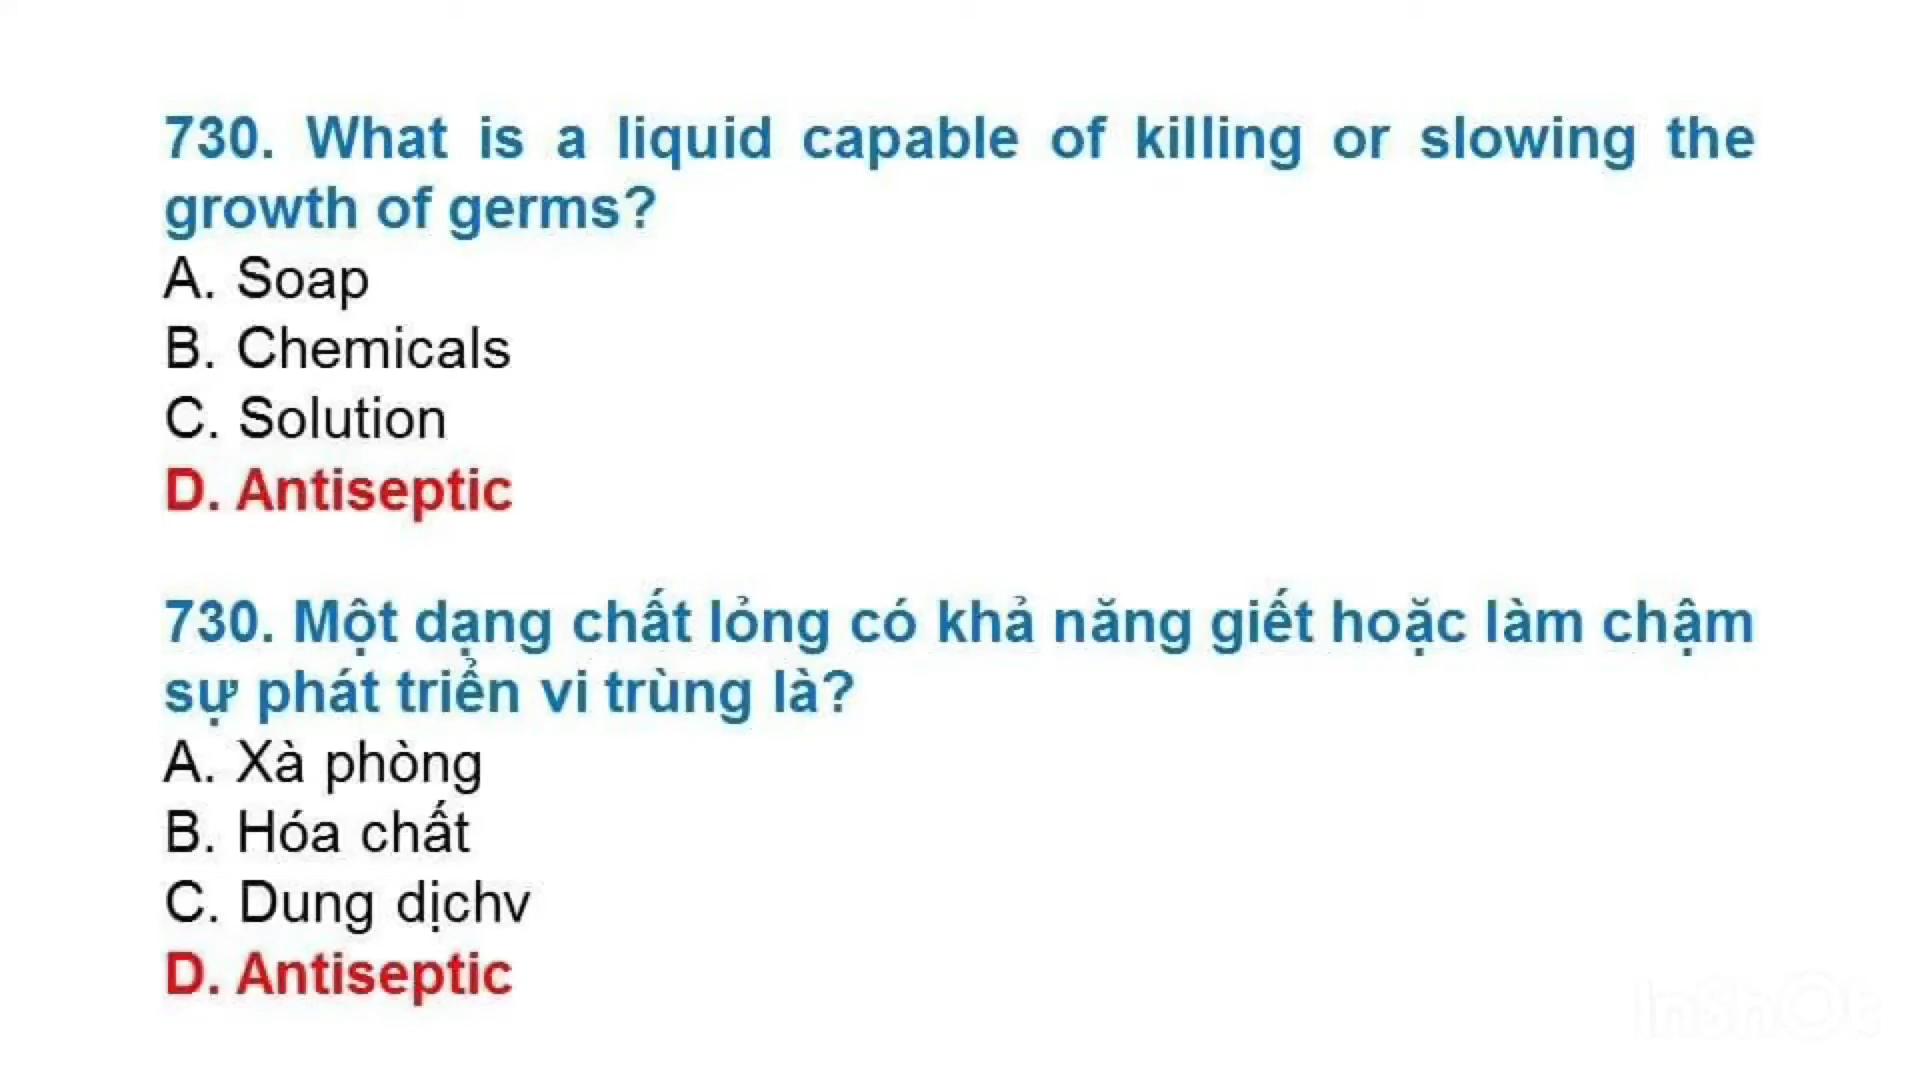 730. What is a liquid capable of killing or slowing the
growth of germs?
A. Soap
B. Chemicals
C. Solution
D. Antiseptic
730. Một dạng chất lỏng có khả năng giết hoặc làm chậm
sự phát triển vi trùng là?
A. Xà phòng
B. Hóa chất
C. Dung dịchv
D. Antiseptic
InShOt